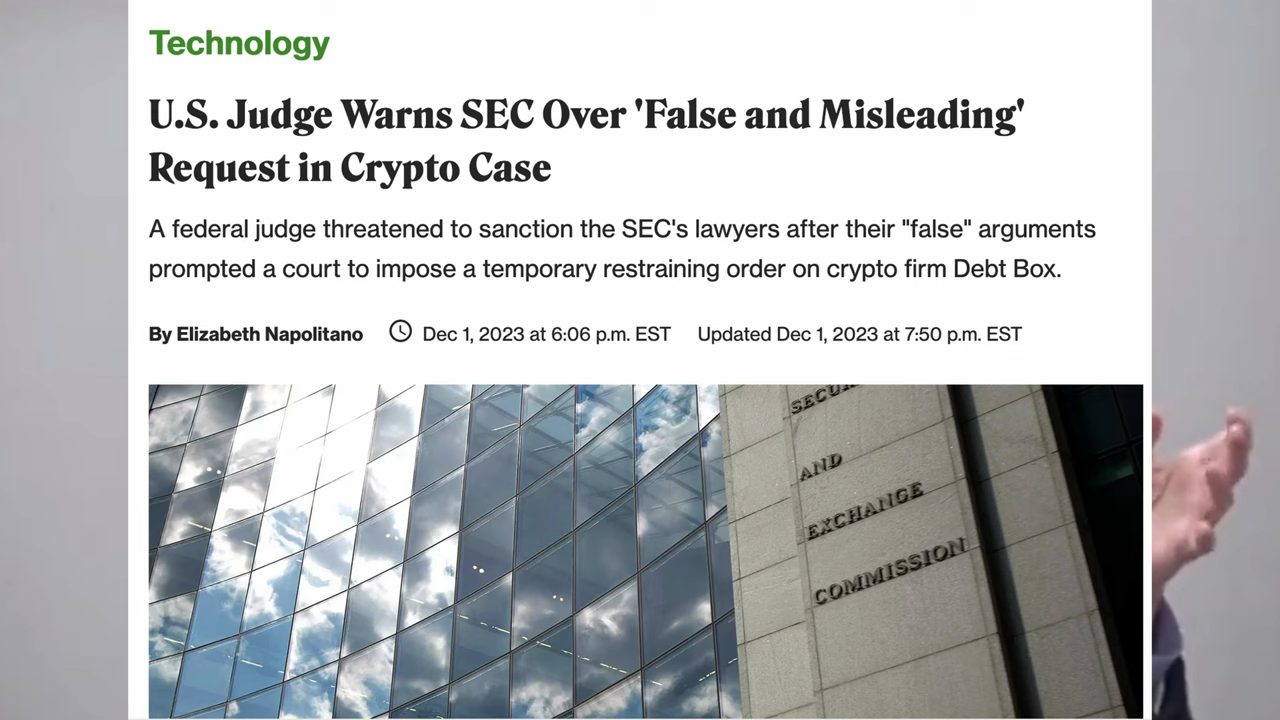 Technology
U.S. Judge Warns SEC Over 'False and Misleading'
Request in Crypto Case
A federal judge threatened to sanction the SEC's lawyers after their "false" arguments
prompted a court to impose a temporary restraining order on crypto firm Debt Box.
By Elizabeth Napolitano Dec 1, 2023 at 6:06 p.m. EST Updated Dec 1, 2023 at 7:50 p.m. EST
AND
EXCHANGE
COMMISSION